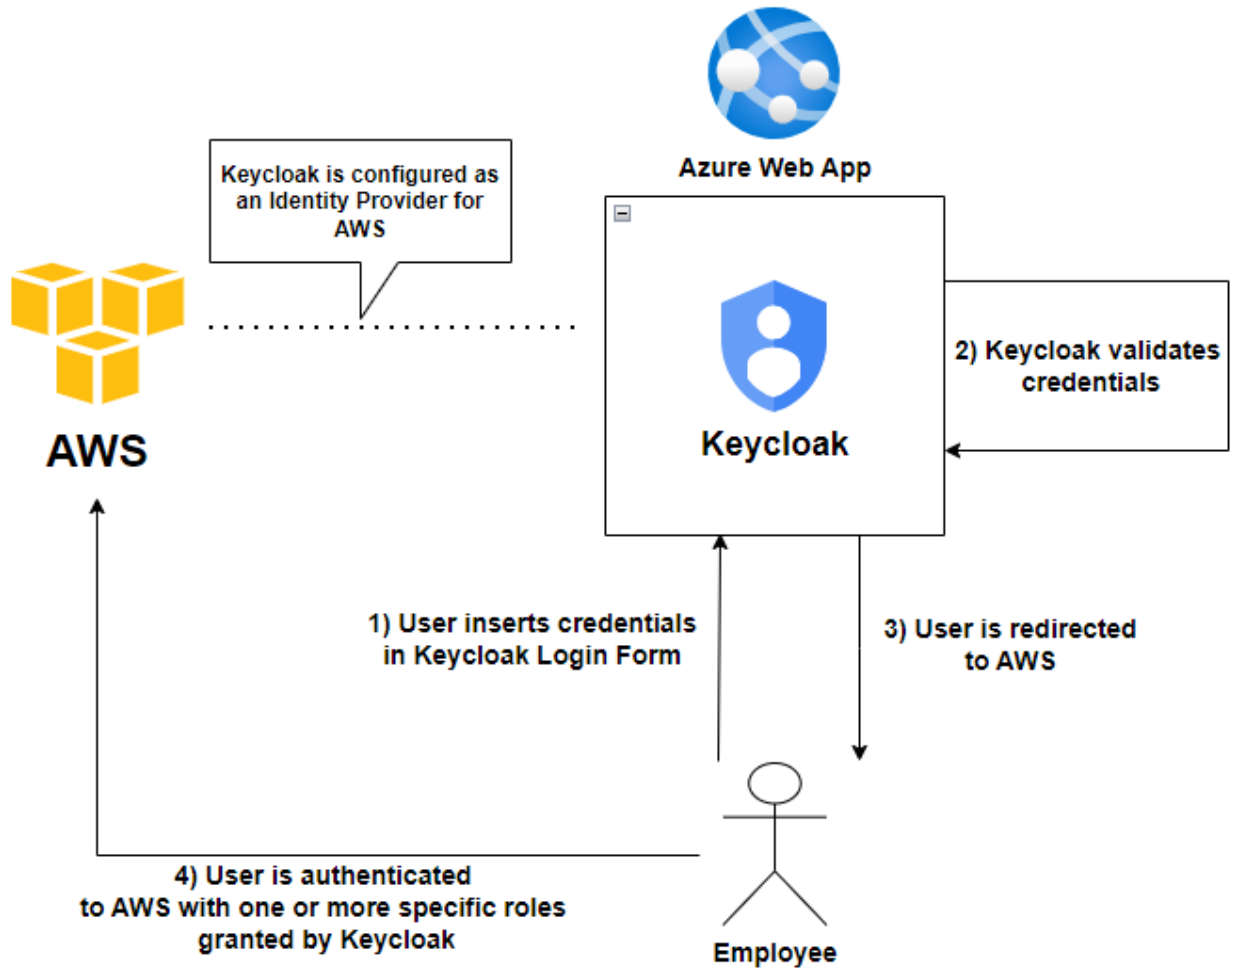 Azure Web App
Keycloak is configured as
an Identity Provider for
AWS
AWS
Keycloak
2) Keycloak validates
credentials
1) User inserts credentials
in Keycloak Login Form
3) User is redirected
to AWS
4) User is authenticated
to AWS with one or more specific roles
granted by Keycloak
Employee